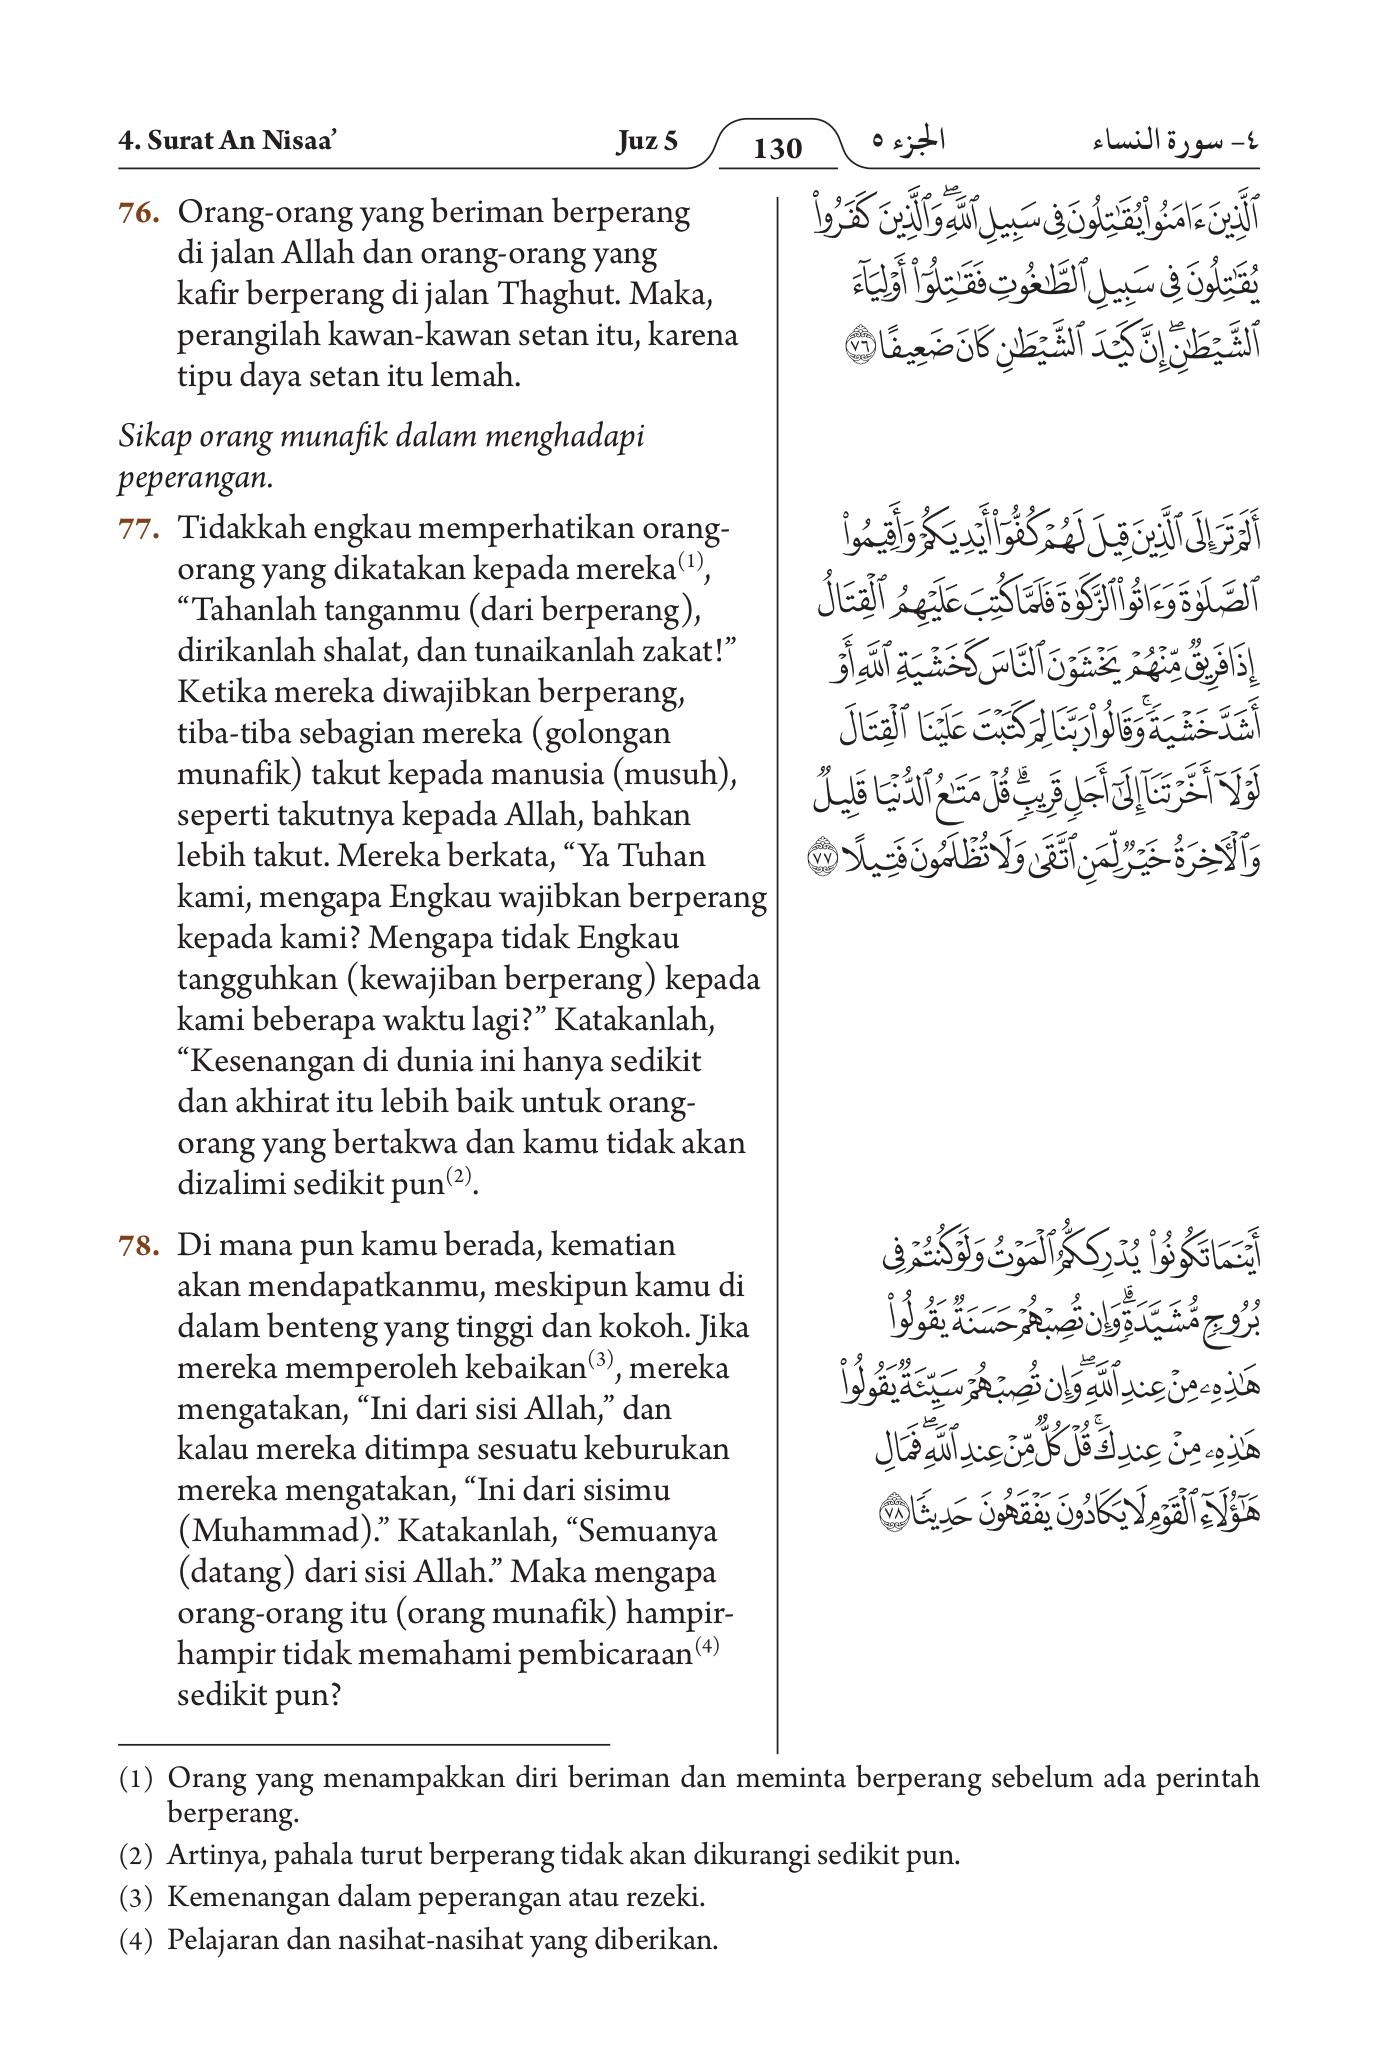 4. Surat An Nisaa’
Juz 5
130
الجزء ٥
٤- سورة النساء
76. Orang-orang yang beriman berperang
di jalan Allah dan orang-orang yang
kafir berperang di jalan Thaghut. Maka,
perangilah kawan-kawan setan itu, karena
tipu daya setan itu lemah.
Sikap orang munafik dalam menghadapi
peperangan.
77. Tidakkah engkau memperhatikan orang-
orang yang dikatakan kepada mereka(1),
“Tahanlah tanganmu (dari berperang),
dirikanlah shalat, dan tunaikanlah zakat!”
Ketika mereka diwajibkan berperang,
tiba-tiba sebagian mereka (golongan
munafik) takut kepada manusia (musuh),
seperti takutnya kepada Allah, bahkan
lebih takut. Mereka berkata, “Ya Tuhan
kami, mengapa Engkau wajibkan berperang
kepada kami? Mengapa tidak Engkau
tangguhkan (kewajiban berperang) kepada
kami beberapa waktu lagi?” Katakanlah,
“Kesenangan di dunia ini hanya sedikit
dan akhirat itu lebih baik untuk orang-
orang yang bertakwa dan kamu tidak akan
dizalimi sedikit pun(2).
78. Di mana pun kamu berada, kematian
akan mendapatkanmu, meskipun kamu di
dalam benteng yang tinggi dan kokoh. Jika
mereka memperoleh kebaikan(3), mereka
mengatakan, “Ini dari sisi Allah,” dan
kalau mereka ditimpa sesuatu keburukan
mereka mengatakan, “Ini dari sisimu
(Muhammad).” Katakanlah, “Semuanya
(datang) dari sisi Allah.” Maka mengapa
orang-orang itu (orang munafik) hampir-
hampir tidak memahami pembicaraan(4)
sedikit pun?
ٱلَّذِينَ ءَامَنُوا۟ يُقَٰتِلُونَ فِى سَبِيلِ ٱللَّهِ ۖ وَٱلَّذِينَ كَفَرُوا۟
يُقَٰتِلُونَ فِى سَبِيلِ ٱلطَّٰغُوتِ فَقَٰتِلُوٓا۟ أَوْلِيَآءَ
ٱلشَّيْطَٰنِ ۖ إِنَّ كَيْدَ ٱلشَّيْطَٰنِ كَانَ ضَعِيفًا ٧٦
أَلَمْ تَرَ إِلَى ٱلَّذِينَ قِيلَ لَهُمْ كُفُّوٓا۟ أَيْدِيَكُمْ وَأَقِيمُوا۟
ٱلصَّلَوٰةَ وَءَاتُوا۟ ٱلزَّكَوٰةَ فَلَمَّا كُتِبَ عَلَيْهِمُ ٱلْقِتَالُ
إِذَا فَرِيقٌ مِّنْهُمْ يَخْشَوْنَ ٱلنَّاسَ كَخَشْيَةِ ٱللَّهِ أَوْ
أَشَدَّ خَشْيَةً ۚ وَقَالُوا۟ رَبَّنَا لِمَ كَتَبْتَ عَلَيْنَا ٱلْقِتَالَ
لَوْلَآ أَخَّرْتَنَآ إِلَىٰٓ أَجَلٍ قَرِيبٍ ۗ قُلْ مَتَٰعُ ٱلدُّنْيَا قَلِيلٌ
وَٱلْءَاخِرَةُ خَيْرٌ لِّمَنِ ٱتَّقَىٰ وَلَا تُظْلَمُونَ فَتِيلًا ٧٧
أَيْنَمَا تَكُونُوا۟ يُدْرِككُّمُ ٱلْمَوْتُ وَلَوْ كُنتُمْ فِى
بُرُوجٍ مُّشَيَّدَةٍ ۗ وَإِن تُصِبْهُمْ حَسَنَةٌ يَقُولُوا۟
هَٰذِهِۦ مِنْ عِندِ ٱللَّهِ ۖ وَإِن تُصِبْهُمْ سَيِّئَةٌ يَقُولُوا۟
هَٰذِهِۦ مِنْ عِندِكَ ۚ قُلْ كُلٌّ مِّنْ عِندِ ٱللَّهِ ۖ فَمَالِ
هَٰٓؤُلَآءِ ٱلْقَوْمِ لَا يَكَادُونَ يَفْقَهُونَ حَدِيثًا ٧٨
(1) Orang yang menampakkan diri beriman dan meminta berperang sebelum ada perintah
berperang.
(2) Artinya, pahala turut berperang tidak akan dikurangi sedikit pun.
(3) Kemenangan dalam peperangan atau rezeki.
(4) Pelajaran dan nasihat-nasihat yang diberikan.